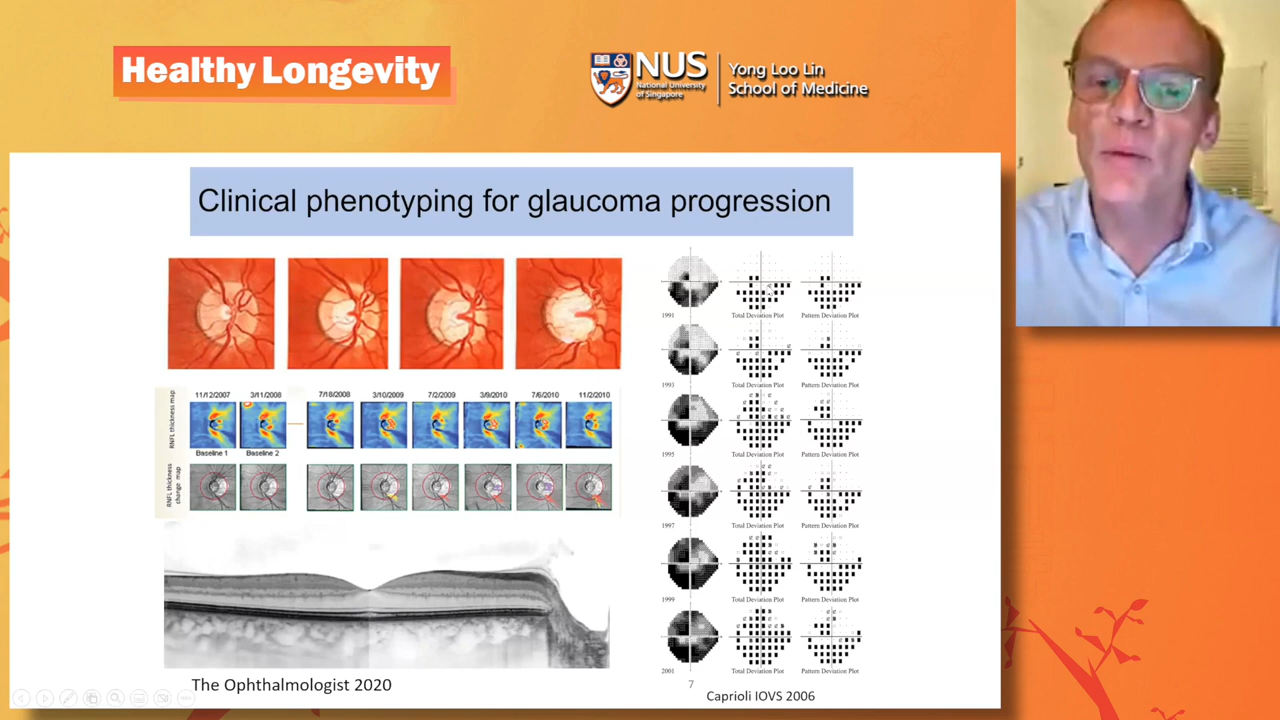 Healthy Longevity
NUS
National University
of Singapore
Yong Loo Lin
School of Medicine
Clinical phenotyping for glaucoma progression
RNFL thickness map
11/12/2007 3/11/2008 7/18/2008 3/10/2009 7/2/2009 3/9/2010 7/6/2010 11/2/2010
Baseline 1 Baseline 2
RNFL thickness
change map
The Ophthalmologist 2020
1991 Total Deviation Plot Pattern Deviation Plot
1993 Total Deviation Plot Pattern Deviation Plot
1995 Total Deviation Plot Pattern Deviation Plot
1997 Total Deviation Plot Pattern Deviation Plot
1999 Total Deviation Plot Pattern Deviation Plot
2001 Total Deviation Plot Pattern Deviation Plot
7
Caprioli IOVS 2006